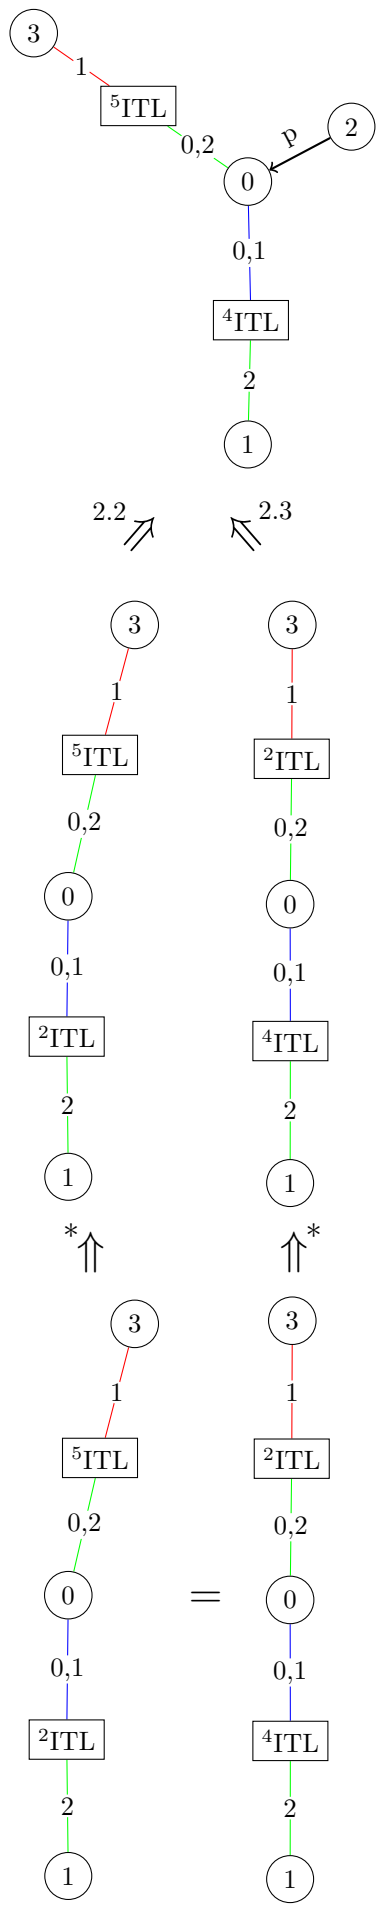 3
1
⁵ITL
0,2
p
2
0
0,1
⁴ITL
2
1
2.2 ⇗ ⇖ 2.3
3 3
1 1
⁵ITL ²ITL
0,2 0,2
0 0
0,1 0,1
²ITL ⁴ITL
2 2
1 1
*⇑ ⇑*
3 3
1 1
⁵ITL ²ITL
0,2 0,2
0 = 0
0,1 0,1
²ITL ⁴ITL
2 2
1 1